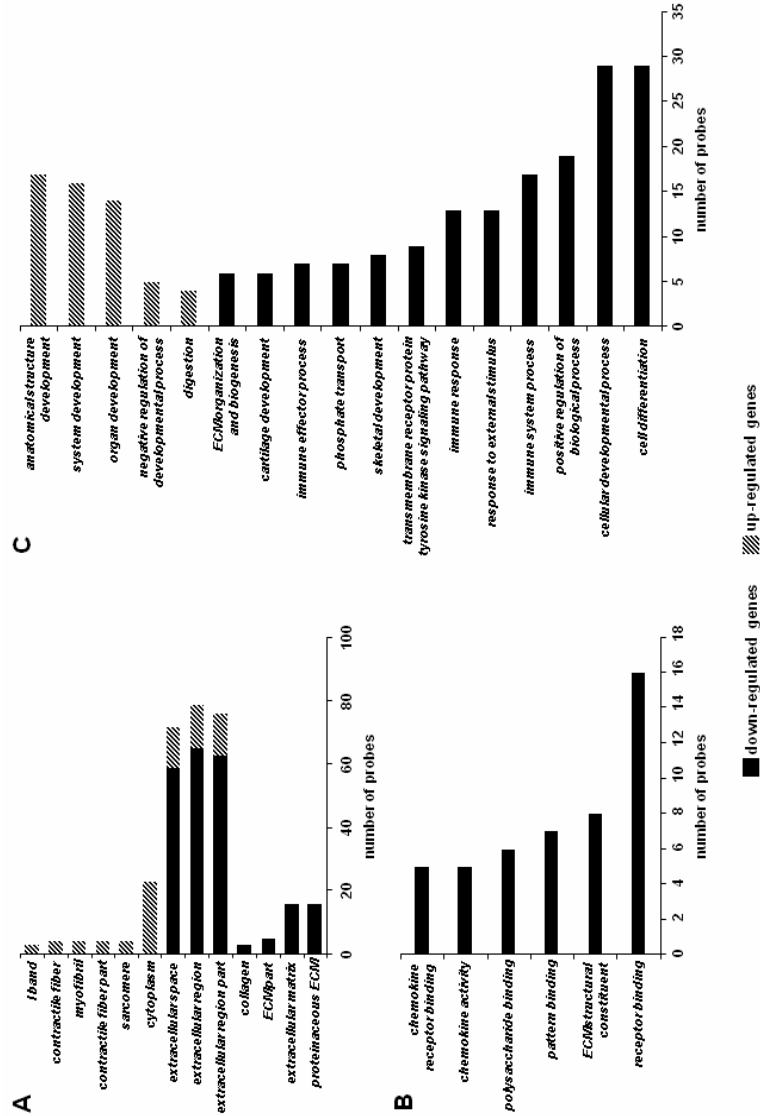 A
I band
contractile fiber
myofibril
contractile fiber part
sarcomere
cytoplasm
extracellular space
extracellular region
extracellular region part
collagen
ECM part
extracellular matrix
proteinaceous ECM
0
20
40
60
80
100
number of probes
B
chemokine
receptor binding
chemokine activity
polysaccharide binding
pattern binding
ECM structural
constituent
receptor binding
0
2
4
6
8
10
12
14
16
18
number of probes
C
anatomical structure
development
system development
organ development
negative regulation of
developmental process
digestion
ECM organization
and biogenesis
cartilage development
immune effector process
phosphate transport
skeletal development
transmembrane receptor protein
tyrosine kinase signaling pathway
immune response
response to external stimulus
immune system process
positive regulation of
biological process
cellular developmental process
cell differentiation
0
5
10
15
20
25
30
35
number of probes
down-regulated genes
up-regulated genes